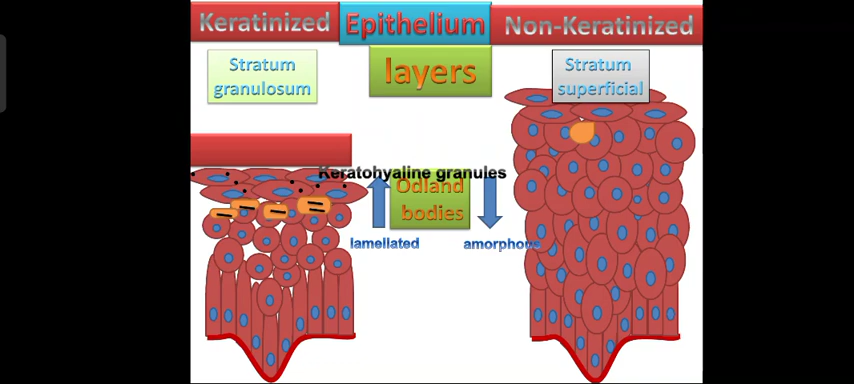 Keratinized
Epithelium
Non-Keratinized
Stratum
granulosum
layers
Stratum
superficial
Keratohyaline granules
Odland
bodies
lamellated
amorphous